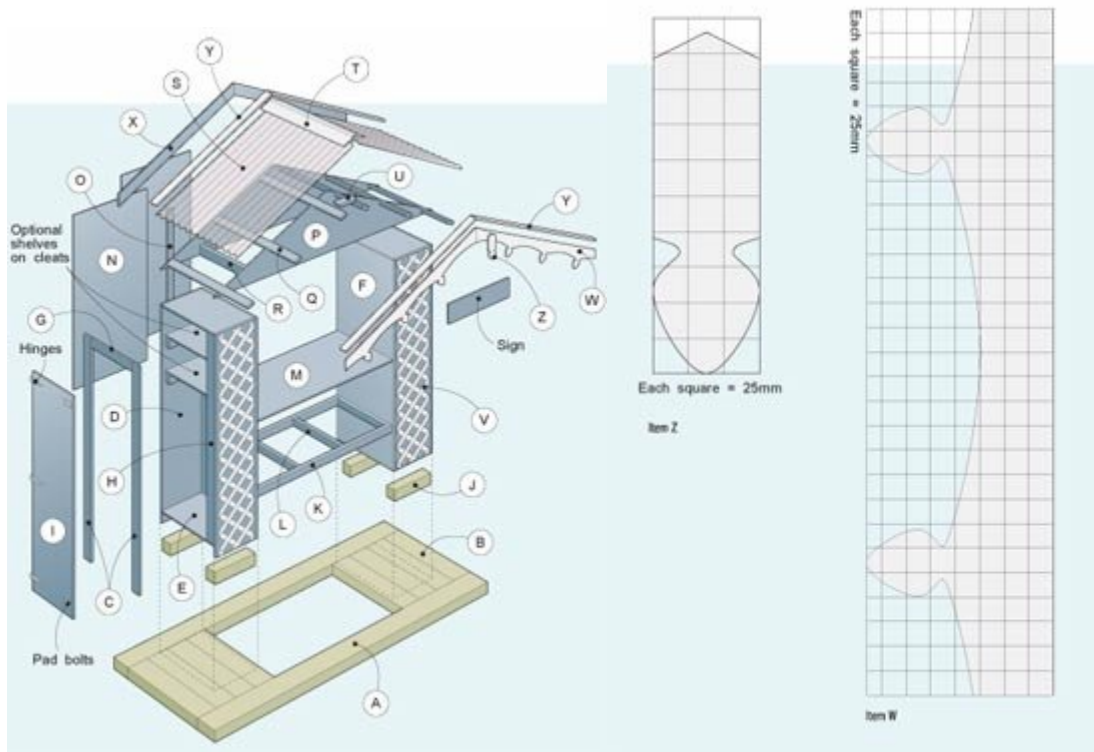 Y
S
T
X
O
U
Optional
shelves
on cleats
P
Y
N
F
R
Q
Z
W
G
Hinges
Sign
M
D
V
H
J
L
K
I
B
C
E
Pad bolts
A
Each square = 25mm
Item Z
Each square = 25mm
Item W